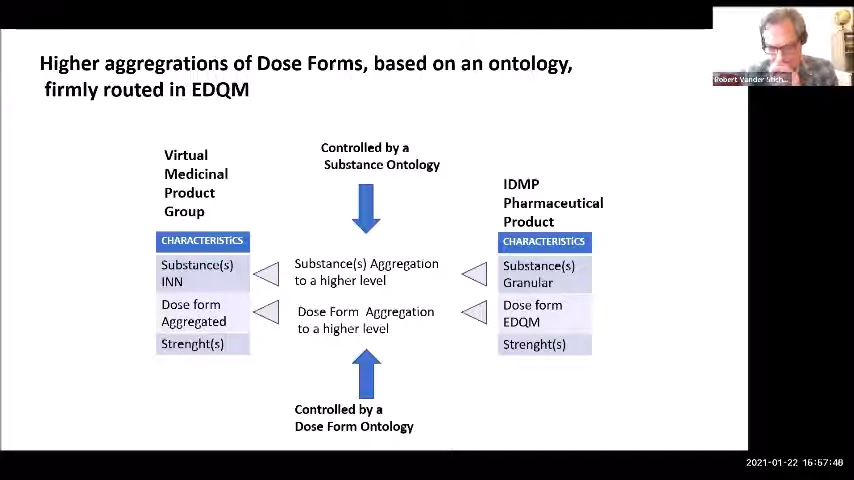 Higher aggregrations of Dose Forms, based on an ontology,
firmly routed in EDQM
Robert Vander Stich...
Virtual
Medicinal
Product
Group
Controlled by a
Substance Ontology
IDMP
Pharmaceutical
Product
CHARACTERISTICS
Substance(s)
INN
Dose form
Aggregated
Strenght(s)
Substance(s) Aggregation
to a higher level
Dose Form Aggregation
to a higher level
CHARACTERISTICS
Substance(s)
Granular
Dose form
EDQM
Strenght(s)
Controlled by a
Dose Form Ontology
2021-01-22 16:57:48